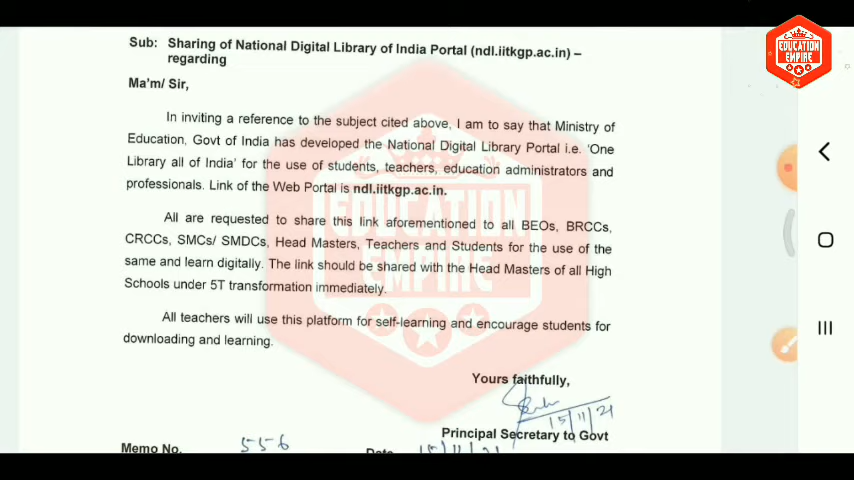 EDUCATION
EMPIRE
Sub: Sharing of National Digital Library of India Portal (ndl.iitkgp.ac.in) –
regarding
Ma'm/ Sir,
In inviting a reference to the subject cited above, I am to say that Ministry of
Education, Govt of India has developed the National Digital Library Portal i.e. 'One
Library all of India' for the use of students, teachers, education administrators and
professionals. Link of the Web Portal is ndl.iitkgp.ac.in.
All are requested to share this link aforementioned to all BEOs, BRCCs,
CRCCs, SMCs/ SMDCs, Head Masters, Teachers and Students for the use of the
same and learn digitally. The link should be shared with the Head Masters of all High
Schools under 5T transformation immediately.
All teachers will use this platform for self-learning and encourage students for
downloading and learning.
EDUCATION
EMPIRE
Yours faithfully,
15/11/21
Principal Secretary to Govt
Memo No. 556 Date 15/11/21